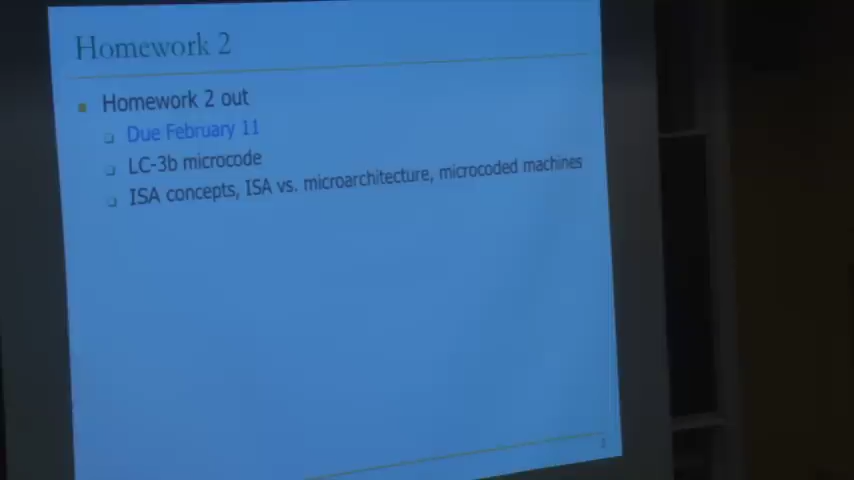 Homework 2
Homework 2 out
Due February 11
LC-3b microcode
ISA concepts, ISA vs. microarchitecture, microcoded machines